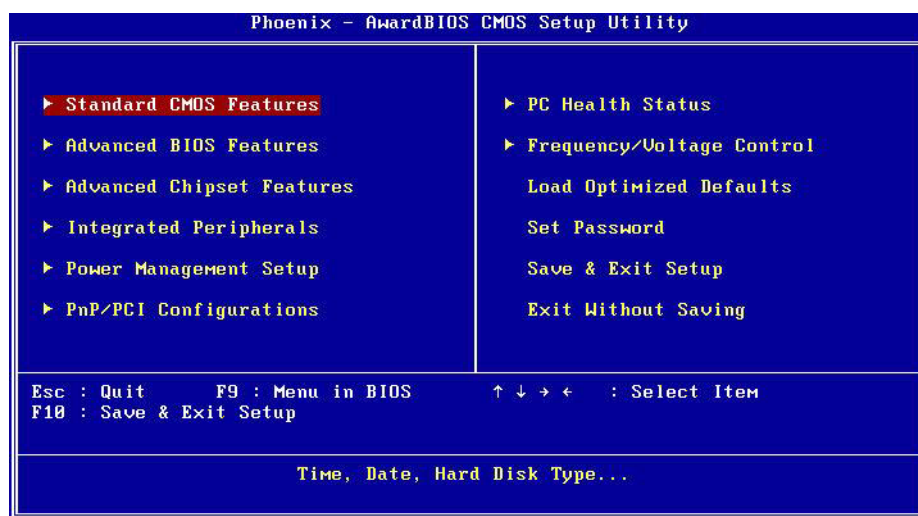 Phoenix - AwardBIOS CMOS Setup Utility
► Standard CMOS Features
► Advanced BIOS Features
► Advanced Chipset Features
► Integrated Peripherals
► Power Management Setup
► PnP/PCI Configurations
► PC Health Status
► Frequency/Voltage Control
Load Optimized Defaults
Set Password
Save & Exit Setup
Exit Without Saving
Esc : Quit F9 : Menu in BIOS ↑ ↓ → ← : Select Item
F10 : Save & Exit Setup
Time, Date, Hard Disk Type...